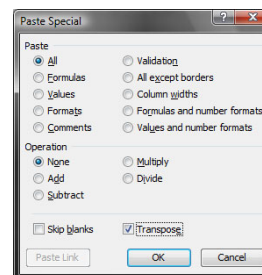 Paste Special
Paste
All
Validation
Formulas
All except borders
Values
Column widths
Formats
Formulas and number formats
Comments
Values and number formats
Operation
None
Multiply
Add
Divide
Subtract
Skip blanks
Transpose
Paste Link
OK
Cancel